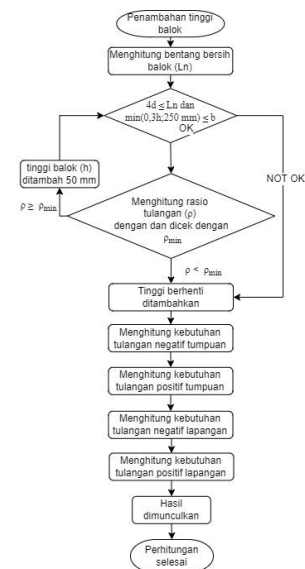 Penambahan tinggi
balok
Menghitung bentang bersih
balok (Ln)
4d ≤ Ln dan
min(0,3h;250 mm) ≤ b
OK
tinggi balok (h)
ditambah 50 mm
NOT OK
ρ ≥ ρmin
Menghitung rasio
tulangan (ρ)
dengan dan dicek dengan
ρmin
ρ < ρmin
Tinggi berhenti
ditambahkan
Menghitung kebutuhan
tulangan negatif tumpuan
Menghitung kebutuhan
tulangan positif tumpuan
Menghitung kebutuhan
tulangan negatif lapangan
Menghitung kebutuhan
tulangan positif lapangan
Hasil
dimunculkan
Perhitungan
selesai